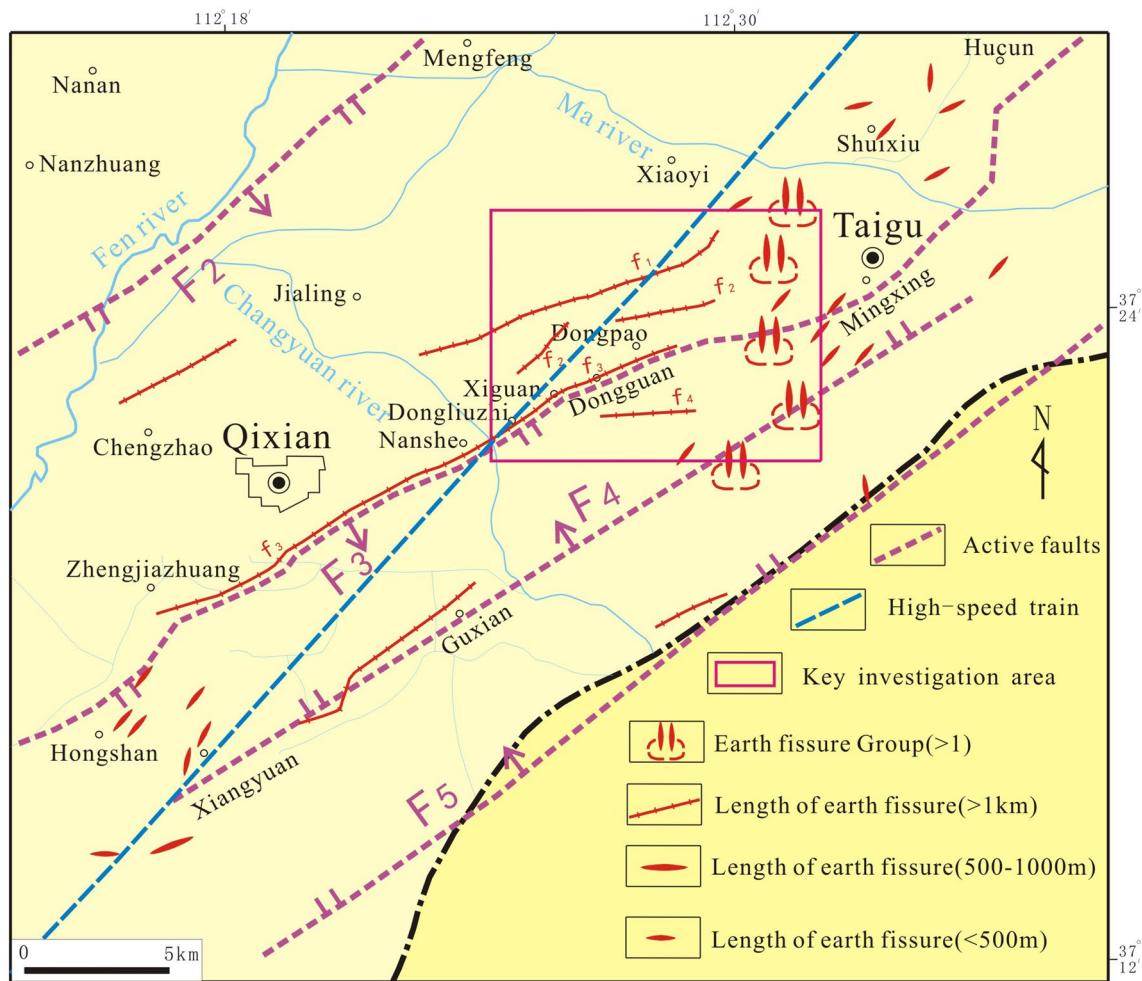 112°18′
112°30′
Nanan
Mengfeng
Hucun
Ma river
Shuixiu
Nanzhuang
Xiaoyi
Fen river
Taigu
F2
f1
Jialing
f2
Mingxing
37°
24′
Changyuan river
Dongpao
f2
f3
Xiguan
Dongguan
Dongliuzhi
f4
Chengzhao
Qixian
Nanshe
N
F4
f3
F3
Active faults
Zhengjiazhuang
High-speed train
Guxian
Key investigation area
Hongshan
Earth fissure Group(>1)
Xiangyuan
F5
Length of earth fissure(>1km)
Length of earth fissure(500-1000m)
Length of earth fissure(<500m)
0 5km
37°
12′